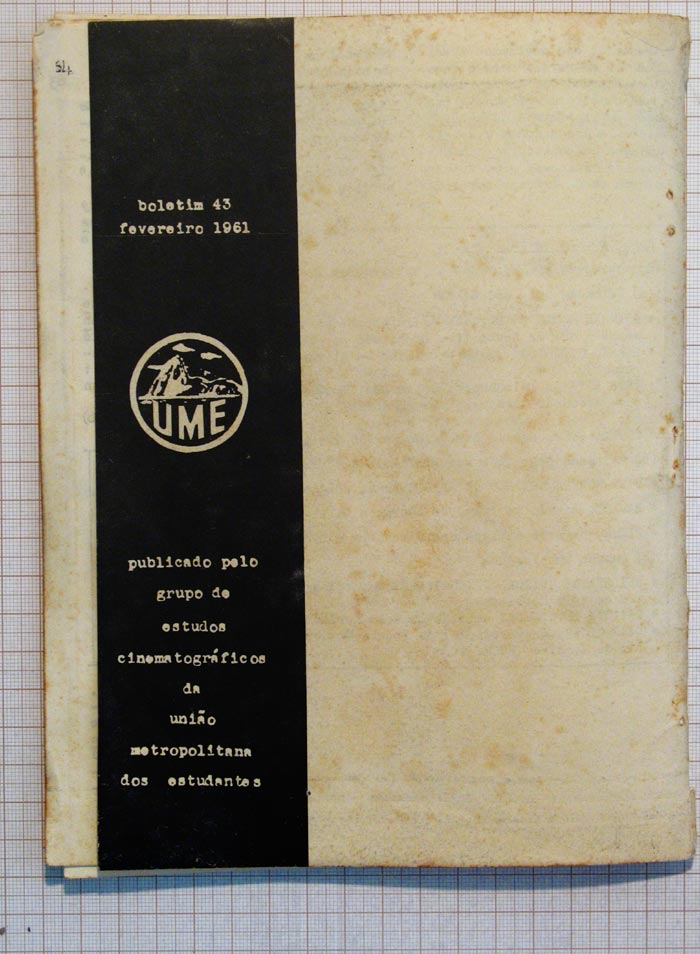 boletim 43
fevereiro 1961
UME
publicado pelo
grupo de
estudos
cinematográficos
da
união
metropolitana
dos estudantes